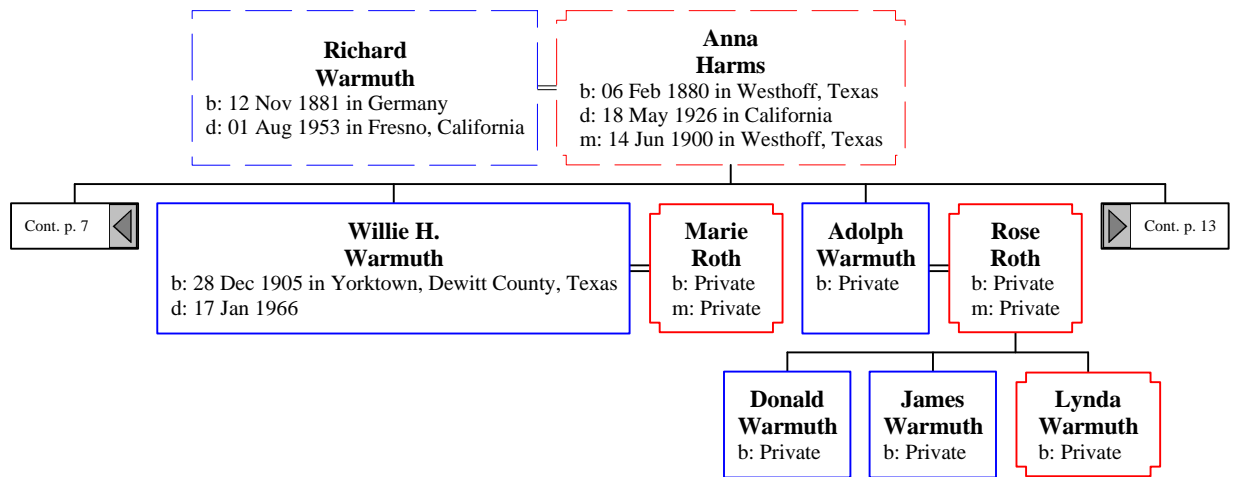 Richard
Warmuth
b: 12 Nov 1881 in Germany
d: 01 Aug 1953 in Fresno, California
Anna
Harms
b: 06 Feb 1880 in Westhoff, Texas
d: 18 May 1926 in California
m: 14 Jun 1900 in Westhoff, Texas
Cont. p. 7
Willie H.
Warmuth
b: 28 Dec 1905 in Yorktown, Dewitt County, Texas
d: 17 Jan 1966
Marie
Roth
b: Private
m: Private
Adolph
Warmuth
b: Private
Rose
Roth
b: Private
m: Private
Cont. p. 13
Donald
Warmuth
b: Private
James
Warmuth
b: Private
Lynda
Warmuth
b: Private